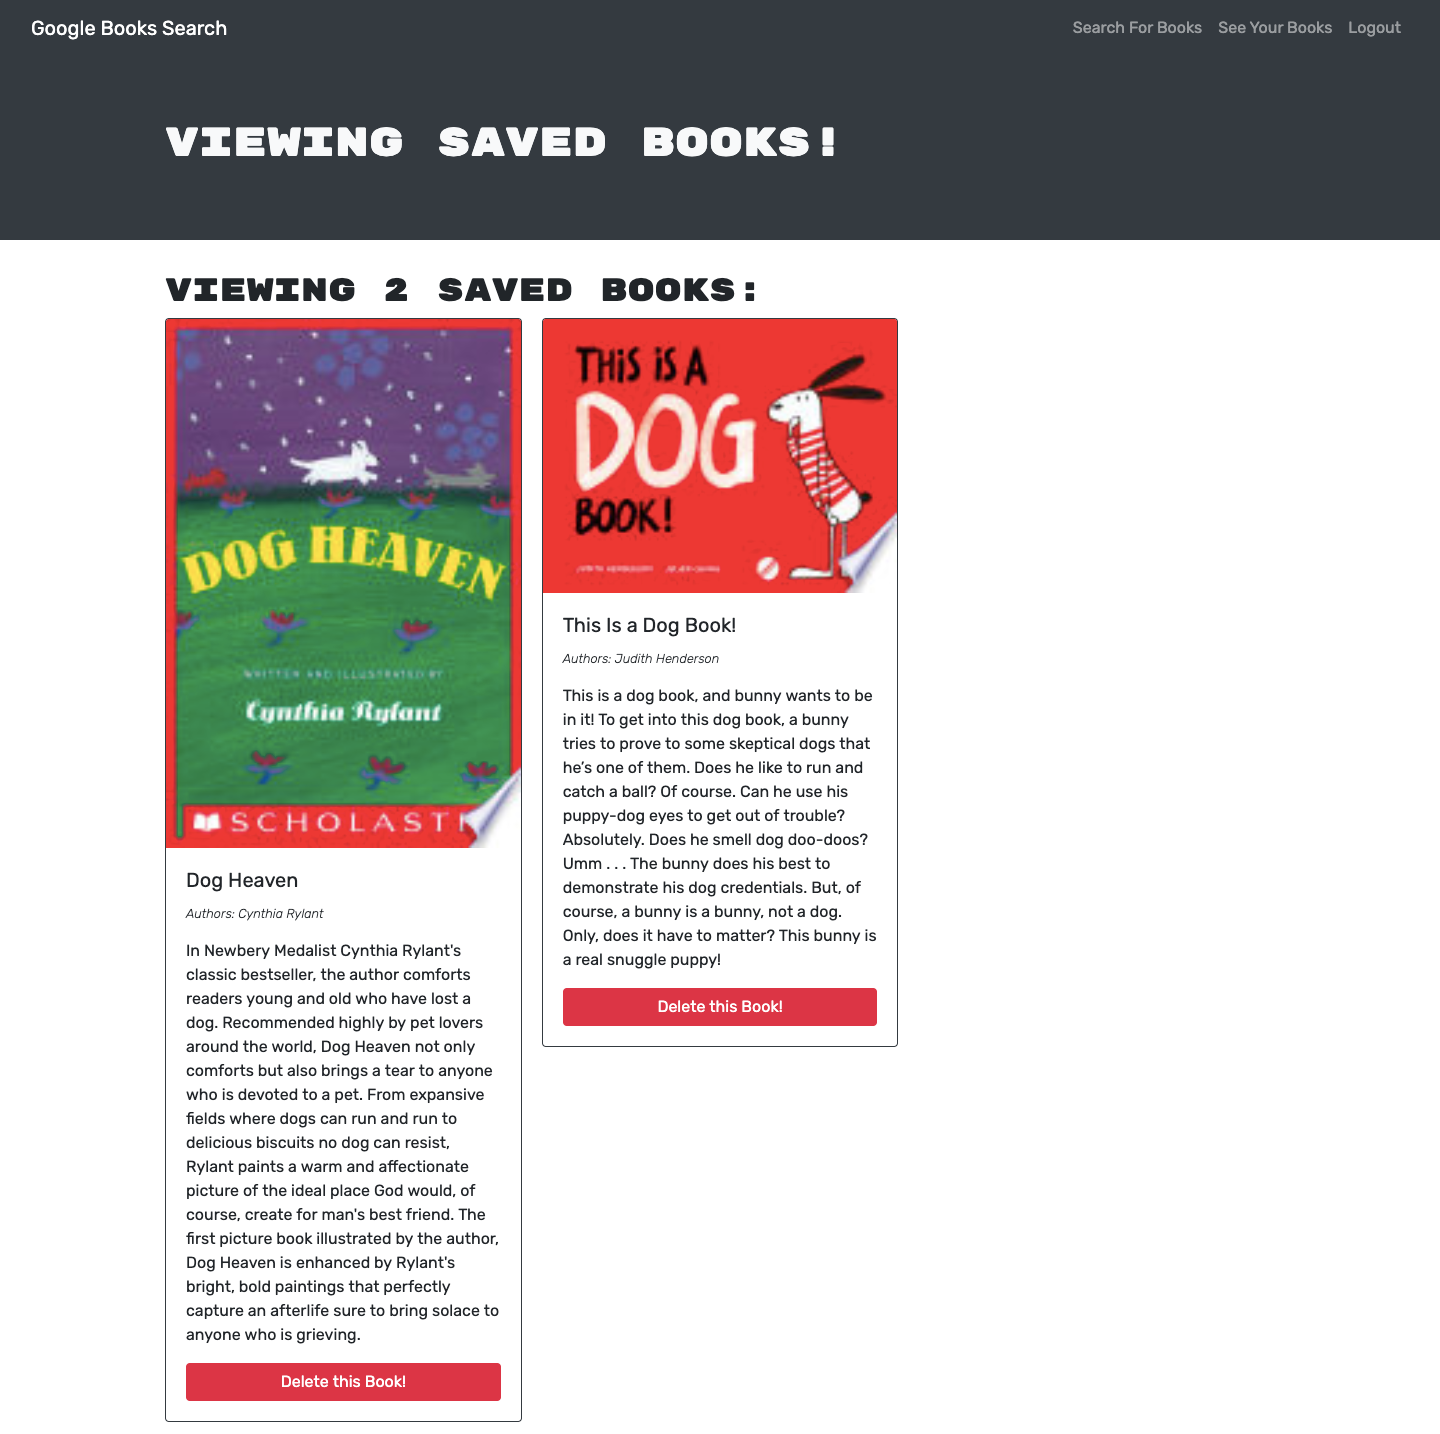 Google Books Search
Search For Books
See Your Books
Logout
VIEWING SAVED BOOKS!
VIEWING 2 SAVED BOOKS:
DOG HEAVEN
WRITTEN AND ILLUSTRATED BY
Cynthia Rylant
Dog Heaven
Authors: Cynthia Rylant
In Newbery Medalist Cynthia Rylant's
classic bestseller, the author comforts
readers young and old who have lost a
dog. Recommended highly by pet lovers
around the world, Dog Heaven not only
comforts but also brings a tear to anyone
who is devoted to a pet. From expansive
fields where dogs can run and run to
delicious biscuits no dog can resist,
Rylant paints a warm and affectionate
picture of the ideal place God would, of
course, create for man's best friend. The
first picture book illustrated by the author,
Dog Heaven is enhanced by Rylant's
bright, bold paintings that perfectly
capture an afterlife sure to bring solace to
anyone who is grieving.
Delete this Book!
THIS IS A
DOG
BOOK!
This Is a Dog Book!
Authors: Judith Henderson
This is a dog book, and bunny wants to be
in it! To get into this dog book, a bunny
tries to prove to some skeptical dogs that
he’s one of them. Does he like to run and
catch a ball? Of course. Can he use his
puppy-dog eyes to get out of trouble?
Absolutely. Does he smell dog doo-doos?
Umm . . . The bunny does his best to
demonstrate his dog credentials. But, of
course, a bunny is a bunny, not a dog.
Only, does it have to matter? This bunny is
a real snuggle puppy!
Delete this Book!